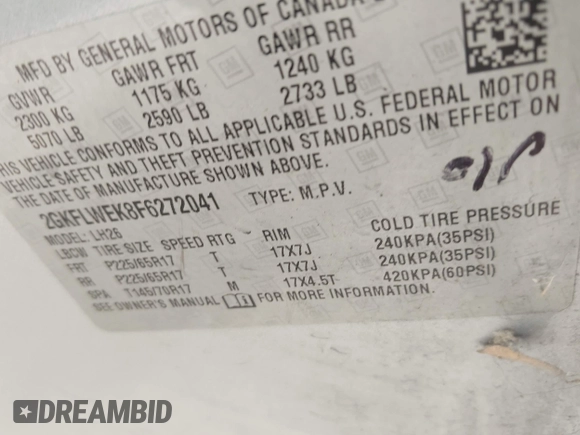 MFD BY GENERAL MOTORS OF CANADA
GVWR GAWR FRT GAWR RR
2300 KG 1175 KG 1240 KG
5070 LB 2590 LB 2733 LB
THIS VEHICLE CONFORMS TO ALL APPLICABLE U.S. FEDERAL MOTOR
VEHICLE SAFETY AND THEFT PREVENTION STANDARDS IN EFFECT ON
THE DATE OF MANUFACTURE SHOWN ABOVE.
2GKFLWEK8F6272041 TYPE: M.P.V.
MODEL: LH26
LBCW TIRE SIZE SPEED RTG RIM COLD TIRE PRESSURE
FRT P225/65R17 T 17X7J 240KPA(35PSI)
RR P225/65R17 T 17X7J 240KPA(35PSI)
SPA T145/70R17 M 17X4.5T 420KPA(60PSI)
SEE OWNER'S MANUAL FOR MORE INFORMATION.
GM
DREAMBID